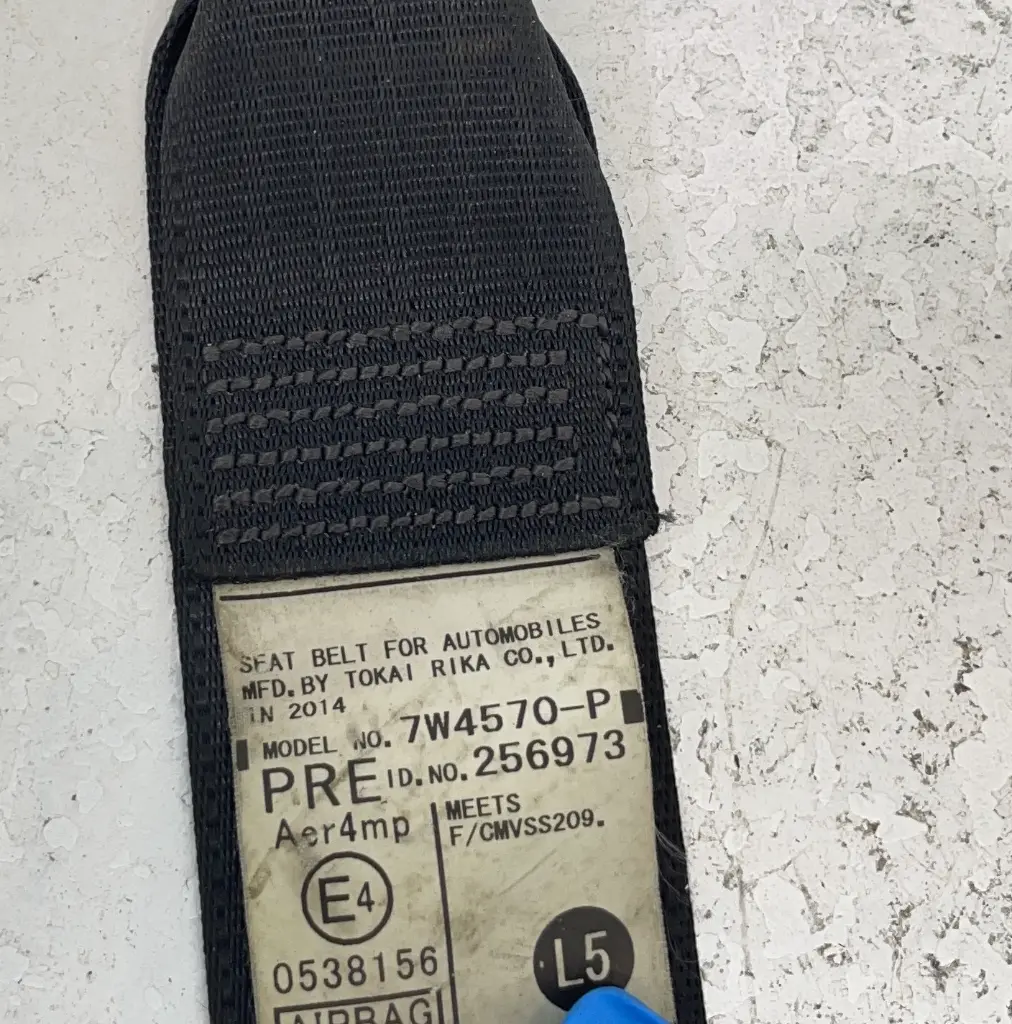 SEAT BELT FOR AUTOMOBILES
MFD. BY TOKAI RIKA CO., LTD.
IN 2014
MODEL NO. 7W4570-P
PRE ID. NO. 256973
Aer4mp
MEETS
F/CMVSS209.
E4
0538156
L5
AIRBAG